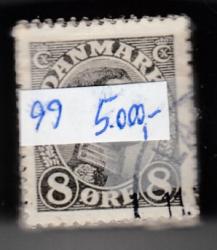 DANMARK
99 5.000,-
8 ØRE 8